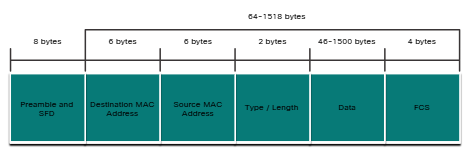 64-1518 bytes
8 bytes
6 bytes
6 bytes
2 bytes
46-1500 bytes
4 bytes
Preamble and
SFD
Destination MAC
Address
Source MAC
Address
Type / Length
Data
FCS